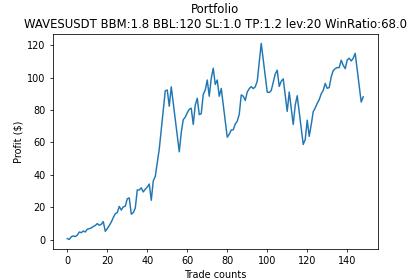 Portfolio
WAVESUSDT BBM:1.8 BBL:120 SL:1.0 TP:1.2 lev:20 WinRatio:68.0
120
100
80
60
40
20
0
Profit ($)
0 20 40 60 80 100 120 140
Trade counts